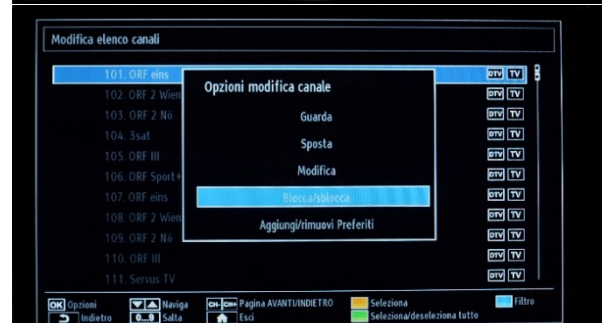 Modifica elenco canali
101. ORF eins DTV TV
102. ORF 2 Wien DTV TV
103. ORF 2 Nö DTV TV
104. 3sat DTV TV
105. ORF III DTV TV
106. ORF Sport+ DTV TV
107. ORF eins DTV TV
108. ORF 2 Wien DTV TV
109. ORF 2 Nö DTV TV
110. ORF III DTV TV
111. Servus TV DTV TV
Opzioni modifica canale
Guarda
Sposta
Modifica
Blocca/sblocca
Aggiungi/rimuovi Preferiti
OK Opzioni Naviga CH- CH+ Pagina AVANTI/INDIETRO Seleziona Filtro
Indietro 0...9 Salta Esci Seleziona/deseleziona tutto